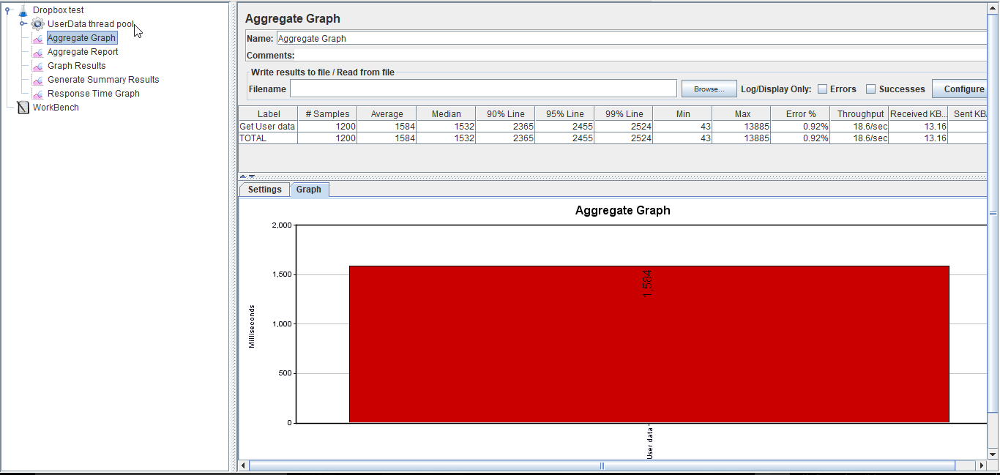 Dropbox test
UserData thread pool
Aggregate Graph
Aggregate Report
Graph Results
Generate Summary Results
Response Time Graph
WorkBench
Aggregate Graph
Name: Aggregate Graph
Comments:
Write results to file / Read from file
Filename Browse... Log/Display Only: Errors Successes Configure
Label # Samples Average Median 90% Line 95% Line 99% Line Min Max Error % Throughput Received KB... Sent KB
Get User data 1200 1584 1532 2365 2455 2524 43 13885 0.92% 18.6/sec 13.16
TOTAL 1200 1584 1532 2365 2455 2524 43 13885 0.92% 18.6/sec 13.16
Settings Graph
Aggregate Graph
2,000
1,500
1,000
500
0
Milliseconds
1,584
User data